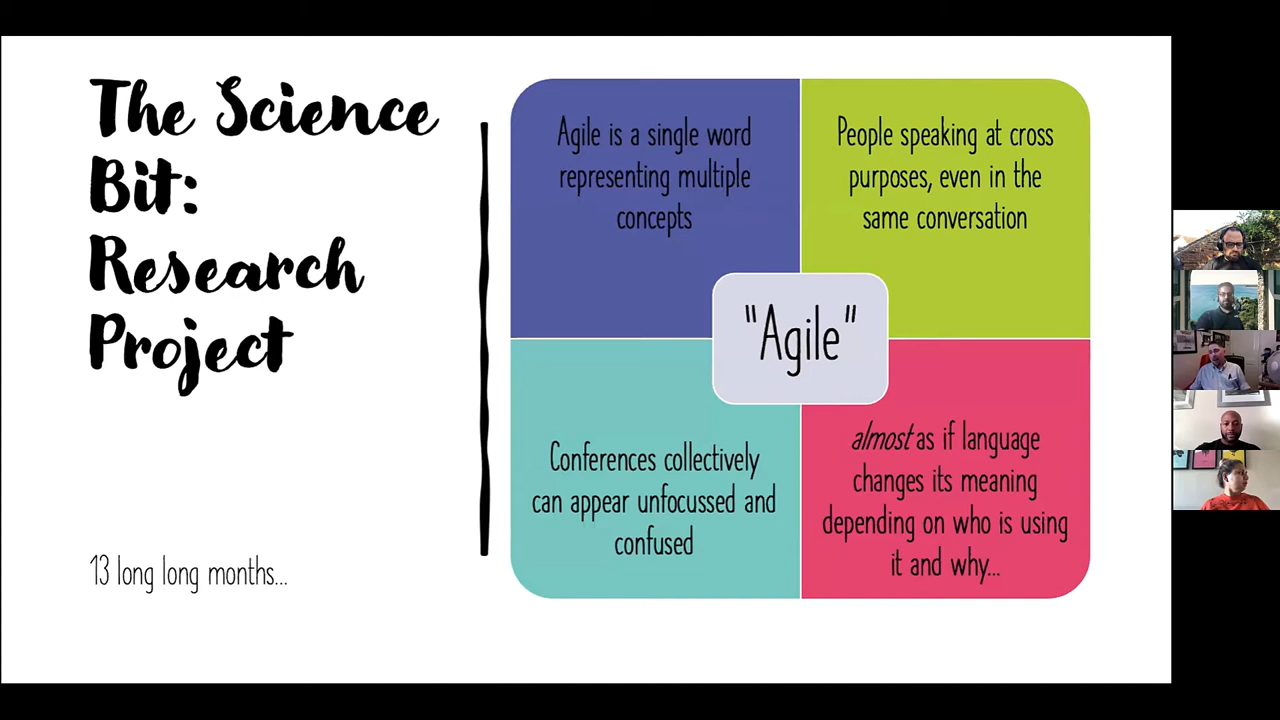 The Science
Bit:
Research
Project
13 long long months...
Agile is a single word
representing multiple
concepts
People speaking at cross
purposes, even in the
same conversation
"Agile"
Conferences collectively
can appear unfocussed and
confused
almost as if language
changes its meaning
depending on who is using
it and why...